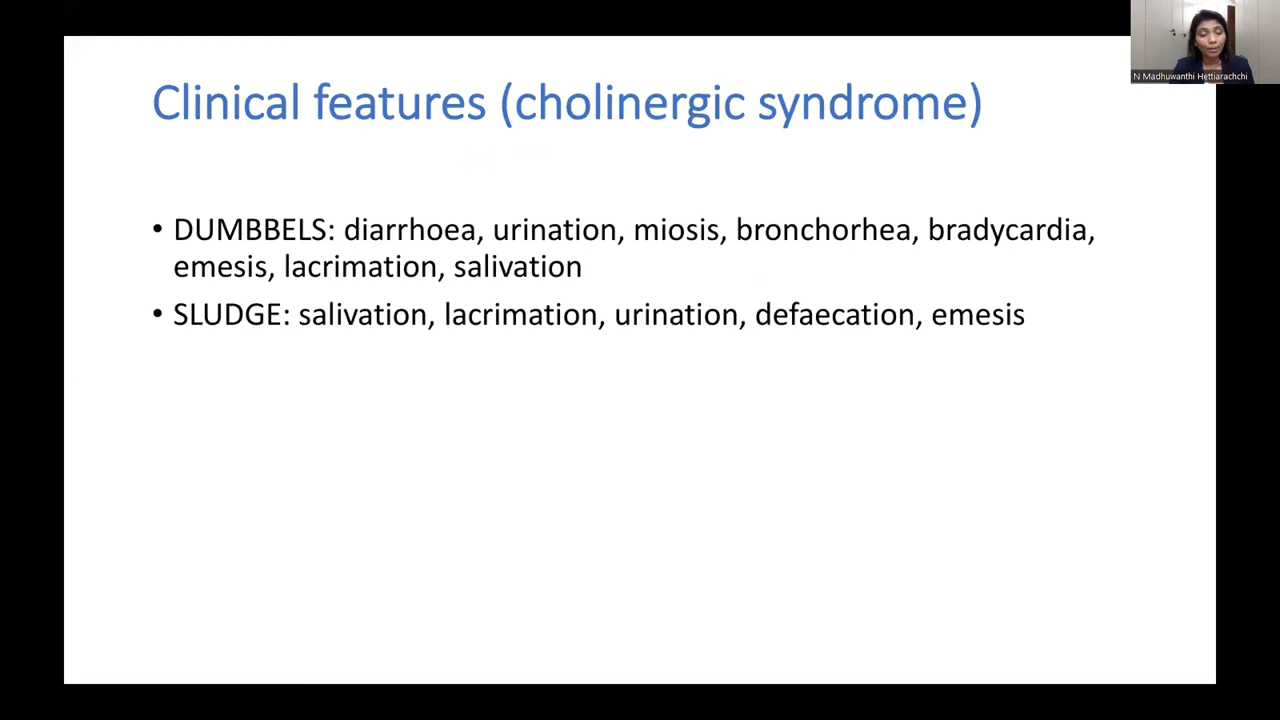 N Madhuwanthi Hettiarachchi
Clinical features (cholinergic syndrome)
• DUMBBELS: diarrhoea, urination, miosis, bronchorhea, bradycardia,
emesis, lacrimation, salivation
• SLUDGE: salivation, lacrimation, urination, defaecation, emesis